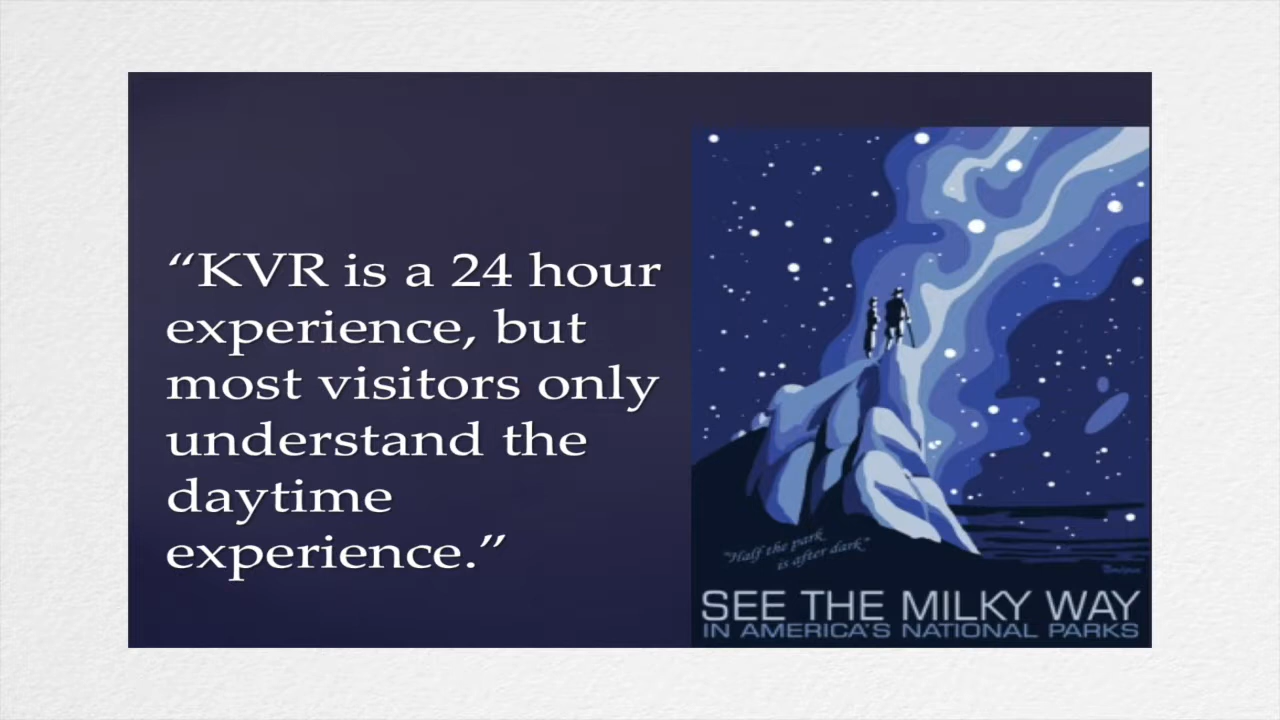 “KVR is a 24 hour
experience, but
most visitors only
understand the
daytime
experience.”
"Half the park
is after dark"
SEE THE MILKY WAY
IN AMERICA'S NATIONAL PARKS